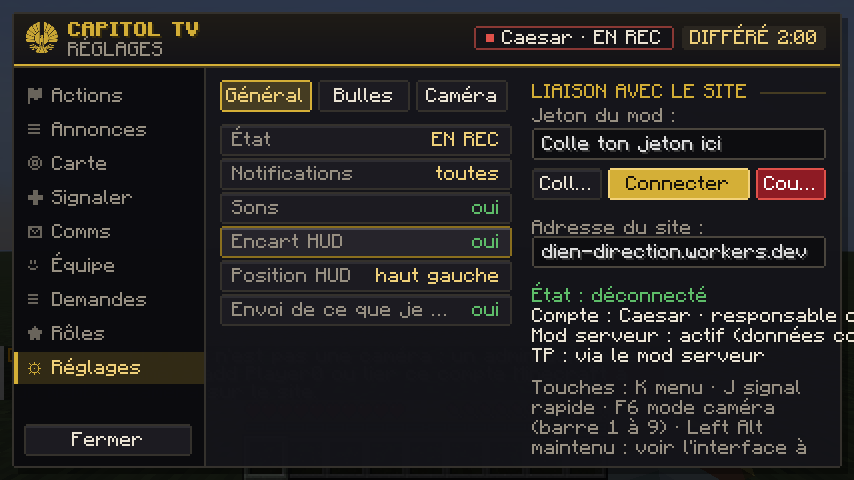 CAPITOL TV
RÉGLAGES
Caesar · EN REC
DIFFÉRÉ 2:00
Actions
Annonces
Carte
Signaler
Comms
Équipe
Demandes
Rôles
Réglages
Fermer
Général
Bulles
Caméra
État EN REC
Notifications toutes
Sons oui
Encart HUD oui
Position HUD haut gauche
Envoi de ce que je ... oui
LIAISON AVEC LE SITE
Jeton du mod :
Colle ton jeton ici
Coll...
Connecter
Cou...
Adresse du site :
dien-direction.workers.dev
État : déconnecté
Compte : Caesar · responsable
Mod serveur : actif (données co
TP : via le mod serveur
Touches : K menu · J signal
rapide · F6 mode caméra
(barre 1 à 9) · Left Alt
maintenu : voir l'interface à